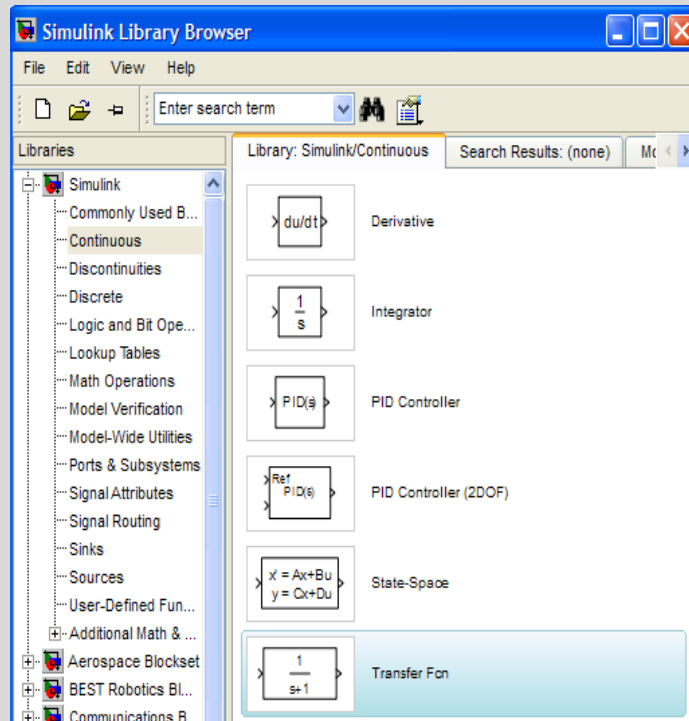 Simulink Library Browser
File Edit View Help
Enter search term
Libraries
Library: Simulink/Continuous
Search Results: (none)
Simulink
Commonly Used B...
Continuous
Discontinuities
Discrete
Logic and Bit Ope...
Lookup Tables
Math Operations
Model Verification
Model-Wide Utilities
Ports & Subsystems
Signal Attributes
Signal Routing
Sinks
Sources
User-Defined Fun...
Additional Math & ...
Aerospace Blockset
BEST Robotics Bl...
Communications B
du/dt
Derivative
1
s
Integrator
PID(s)
PID Controller
Ref
PID(s)
PID Controller (2DOF)
x' = Ax+Bu
y = Cx+Du
State-Space
1
s+1
Transfer Fcn